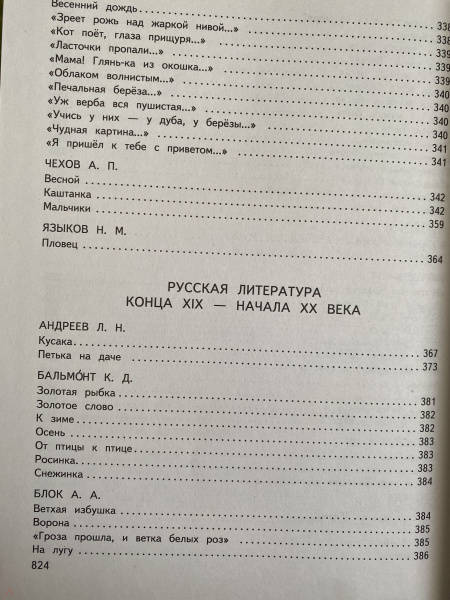 Весенний дождь ............ 338
«Зреет рожь над жаркой нивой...» ............ 338
«Кот поёт, глаза прищуря...» ............ 339
«Ласточки пропали...» ............ 339
«Мама! Глянь-ка из окошка...» ............ 339
«Облаком волнистым...» ............ 340
«Печальная берёза...» ............ 340
«Уж верба вся пушистая...» ............ 340
«Учись у них — у дуба, у берёзы...» ............ 340
«Чудная картина...» ............ 341
«Я пришёл к тебе с приветом...» ............ 341
ЧЕХОВ А. П.
Весной ............ 342
Каштанка ............ 342
Мальчики ............ 359
ЯЗЫКОВ Н. М.
Пловец ............ 364
РУССКАЯ ЛИТЕРАТУРА
КОНЦА XIX — НАЧАЛА XX ВЕКА
АНДРЕЕВ Л. Н.
Кусака ............ 367
Петька на даче ............ 373
БАЛЬМО́НТ К. Д.
Золотая рыбка ............ 381
Золотое слово ............ 382
К зиме ............ 382
Осень ............ 383
От птицы к птице ............ 383
Росинка ............ 383
Снежинка ............ 384
БЛОК А. А.
Ветхая избушка ............ 384
Ворона ............ 385
«Гроза прошла, и ветка белых роз» ............ 385
На лугу ............ 386
824